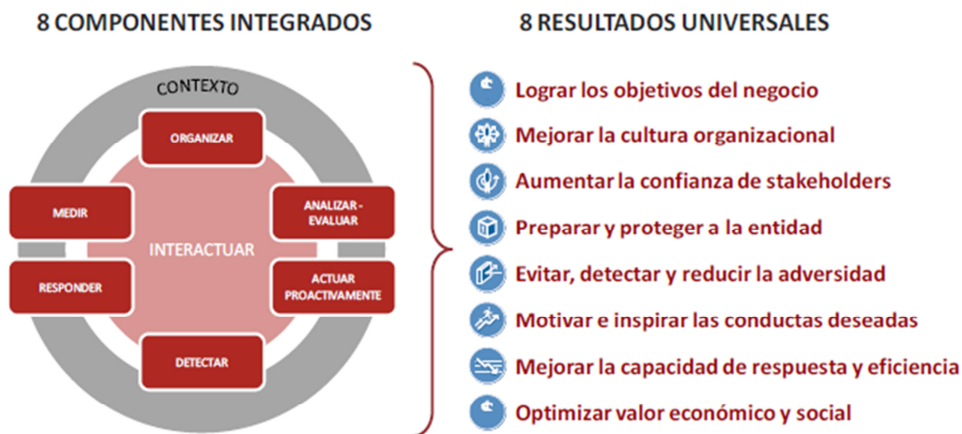 8 COMPONENTES INTEGRADOS
CONTEXTO
ORGANIZAR
MEDIR
ANALIZAR -
EVALUAR
INTERACTUAR
RESPONDER
ACTUAR
PROACTIVAMENTE
DETECTAR
8 RESULTADOS UNIVERSALES
Lograr los objetivos del negocio
Mejorar la cultura organizacional
Aumentar la confianza de stakeholders
Preparar y proteger a la entidad
Evitar, detectar y reducir la adversidad
Motivar e inspirar las conductas deseadas
Mejorar la capacidad de respuesta y eficiencia
Optimizar valor económico y social